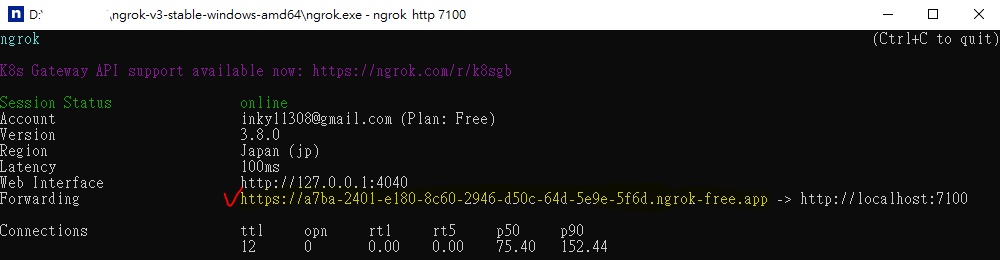 D:\ \ngrok-v3-stable-windows-amd64\ngrok.exe - ngrok http 7100
ngrok (Ctrl+C to quit)
K8s Gateway API support available now: https://ngrok.com/r/k8sgb
Session Status online
Account inky11308@gmail.com (Plan: Free)
Version 3.8.0
Region Japan (jp)
Latency 100ms
Web Interface http://127.0.0.1:4040
Forwarding https://a7ba-2401-e180-8c60-2946-d50c-64d-5e9e-5f6d.ngrok-free.app -> http://localhost:7100
Connections ttl opn rt1 rt5 p50 p90
12 0 0.00 0.00 75.40 152.44